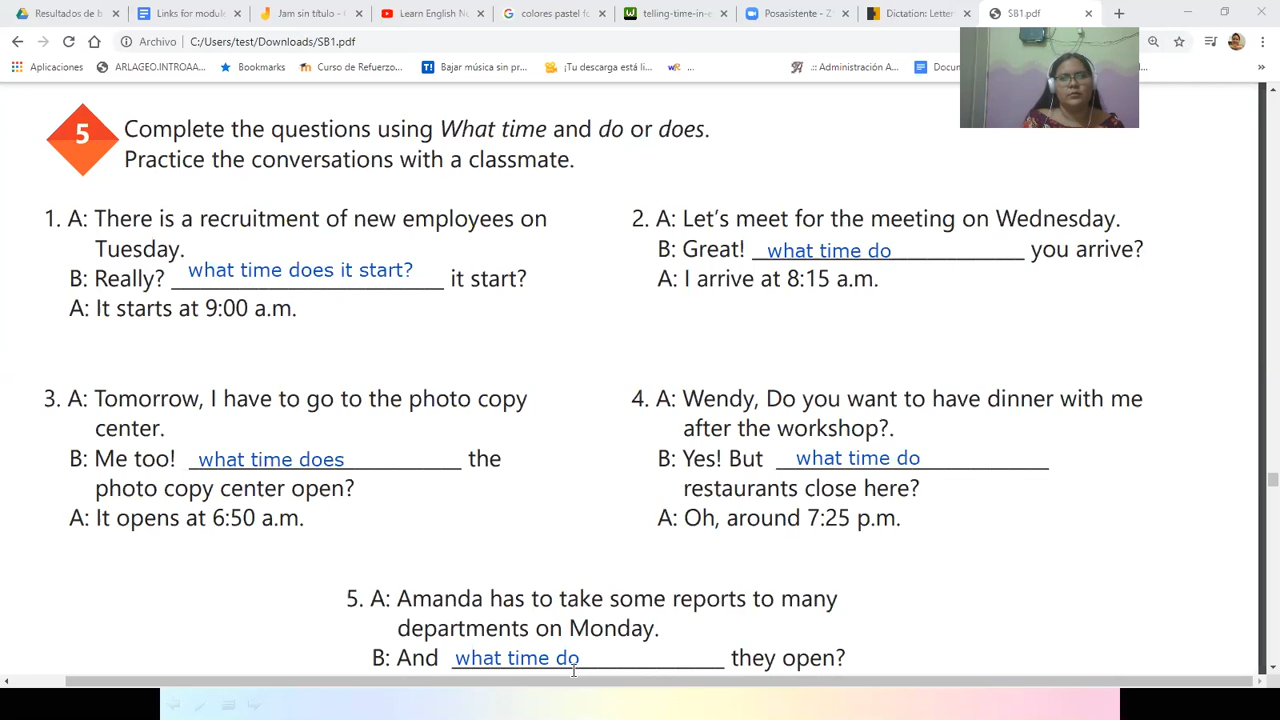 Resultados de b
Links for module
Jam sin título - G
Learn English Nu
colores pastel fo
telling-time-in-e
Posasistente - Z
Dictation: Letter
SB1.pdf
Archivo
C:/Users/test/Downloads/SB1.pdf
Aplicaciones
ARLAGEO.INTROAA...
Bookmarks
Curso de Wordforc...
Bajar música sin pr...
¡Tu descarga está li...
...
.:: Administración A...
Docum
»
5
Complete the questions using What time and do or does.
Practice the conversations with a classmate.
1. A: There is a recruitment of new employees on
Tuesday.
B: Really? what time does it start? it start?
A: It starts at 9:00 a.m.
2. A: Let's meet for the meeting on Wednesday.
B: Great! what time do you arrive?
A: I arrive at 8:15 a.m.
3. A: Tomorrow, I have to go to the photo copy
center.
B: Me too! what time does the
photo copy center open?
A: It opens at 6:50 a.m.
4. A: Wendy, Do you want to have dinner with me
after the workshop?.
B: Yes! But what time do
restaurants close here?
A: Oh, around 7:25 p.m.
5. A: Amanda has to take some reports to many
departments on Monday.
B: And what time do they open?